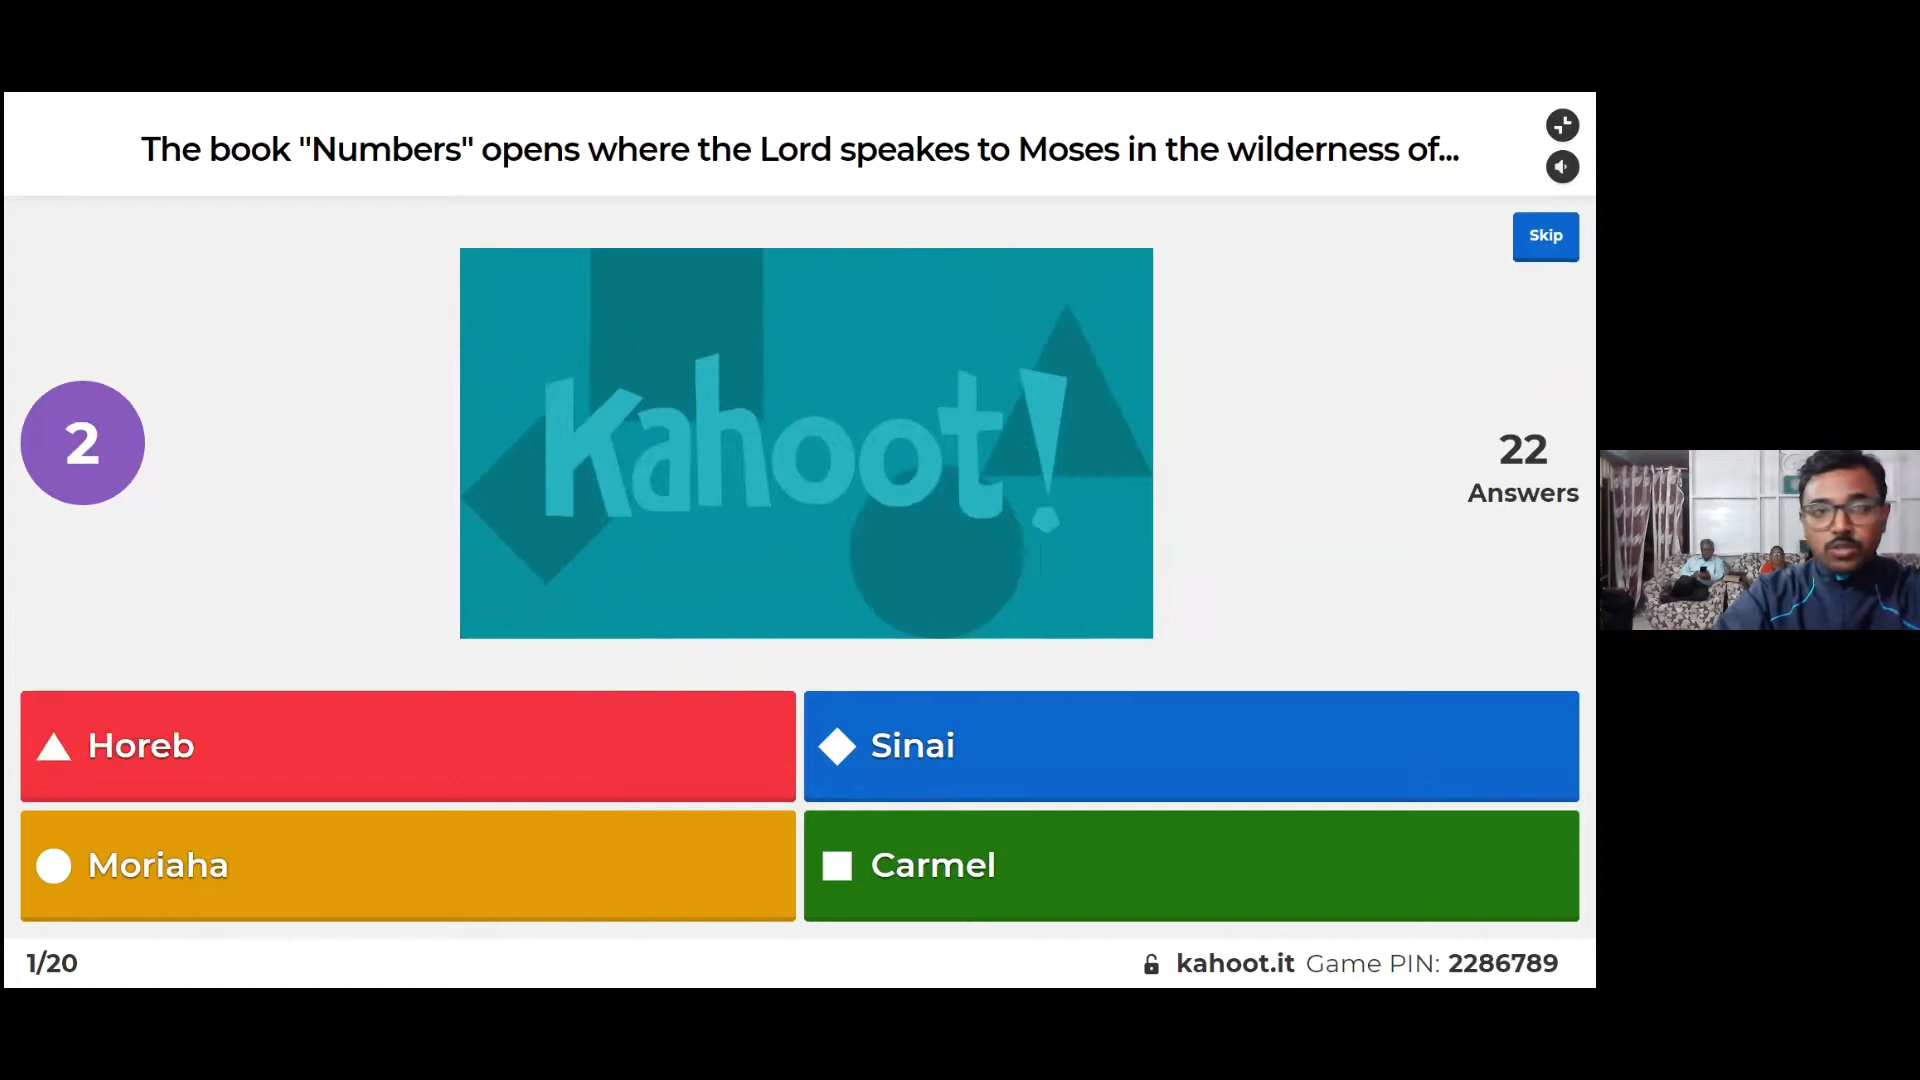 The book "Numbers" opens where the Lord speakes to Moses in the wilderness of...
Skip
Kahoot!
2
22
Answers
Horeb
Sinai
Moriaha
Carmel
1/20
kahoot.it Game PIN: 2286789